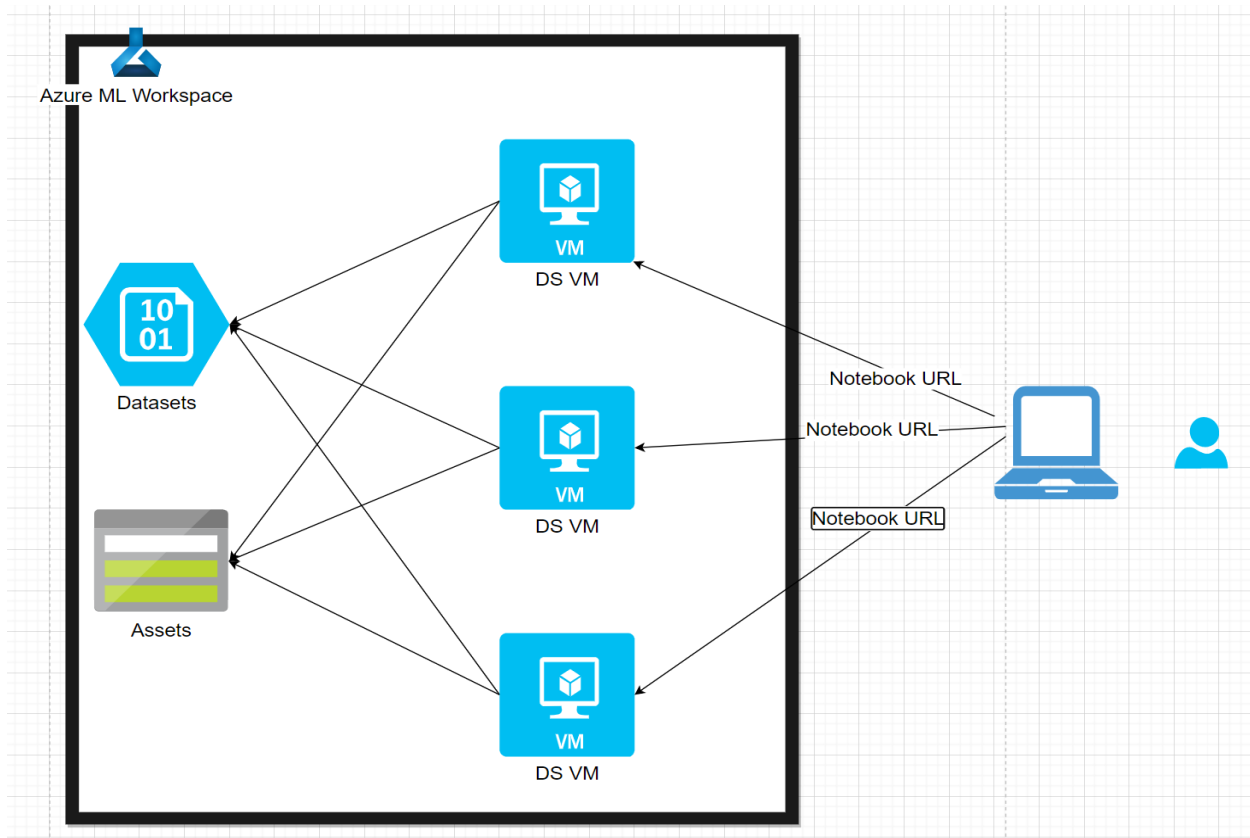 Azure ML Workspace
VM
DS VM
10
01
Datasets
Notebook URL
Notebook URL
VM
DS VM
Notebook URL
Assets
VM
DS VM